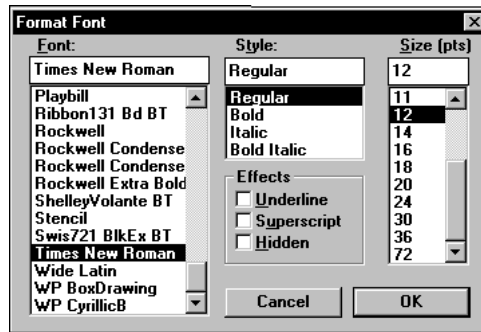 Format Font
Font:
Times New Roman
Playbill
Ribbon131 Bd BT
Rockwell
Rockwell Condense
Rockwell Condense
Rockwell Extra Bold
ShelleyVolante BT
Stencil
Swis721 BlkEx BT
Times New Roman
Wide Latin
WP BoxDrawing
WP CyrillicB
Style:
Regular
Regular
Bold
Italic
Bold Italic
Effects
Underline
Superscript
Hidden
Size (pts)
12
11
12
14
16
18
20
24
30
36
72
Cancel
OK